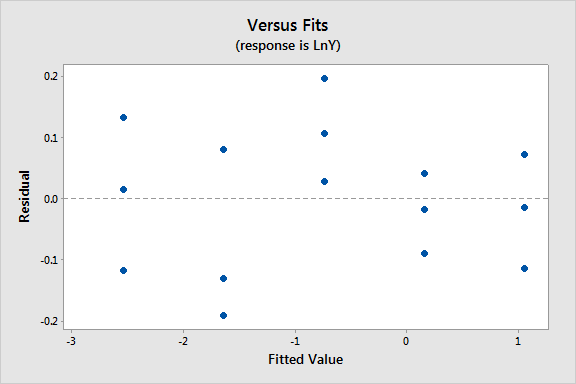 Versus Fits
(response is LnY)
0.2
0.1
0.0
-0.1
-0.2
Residual
-3
-2
-1
0
1
Fitted Value